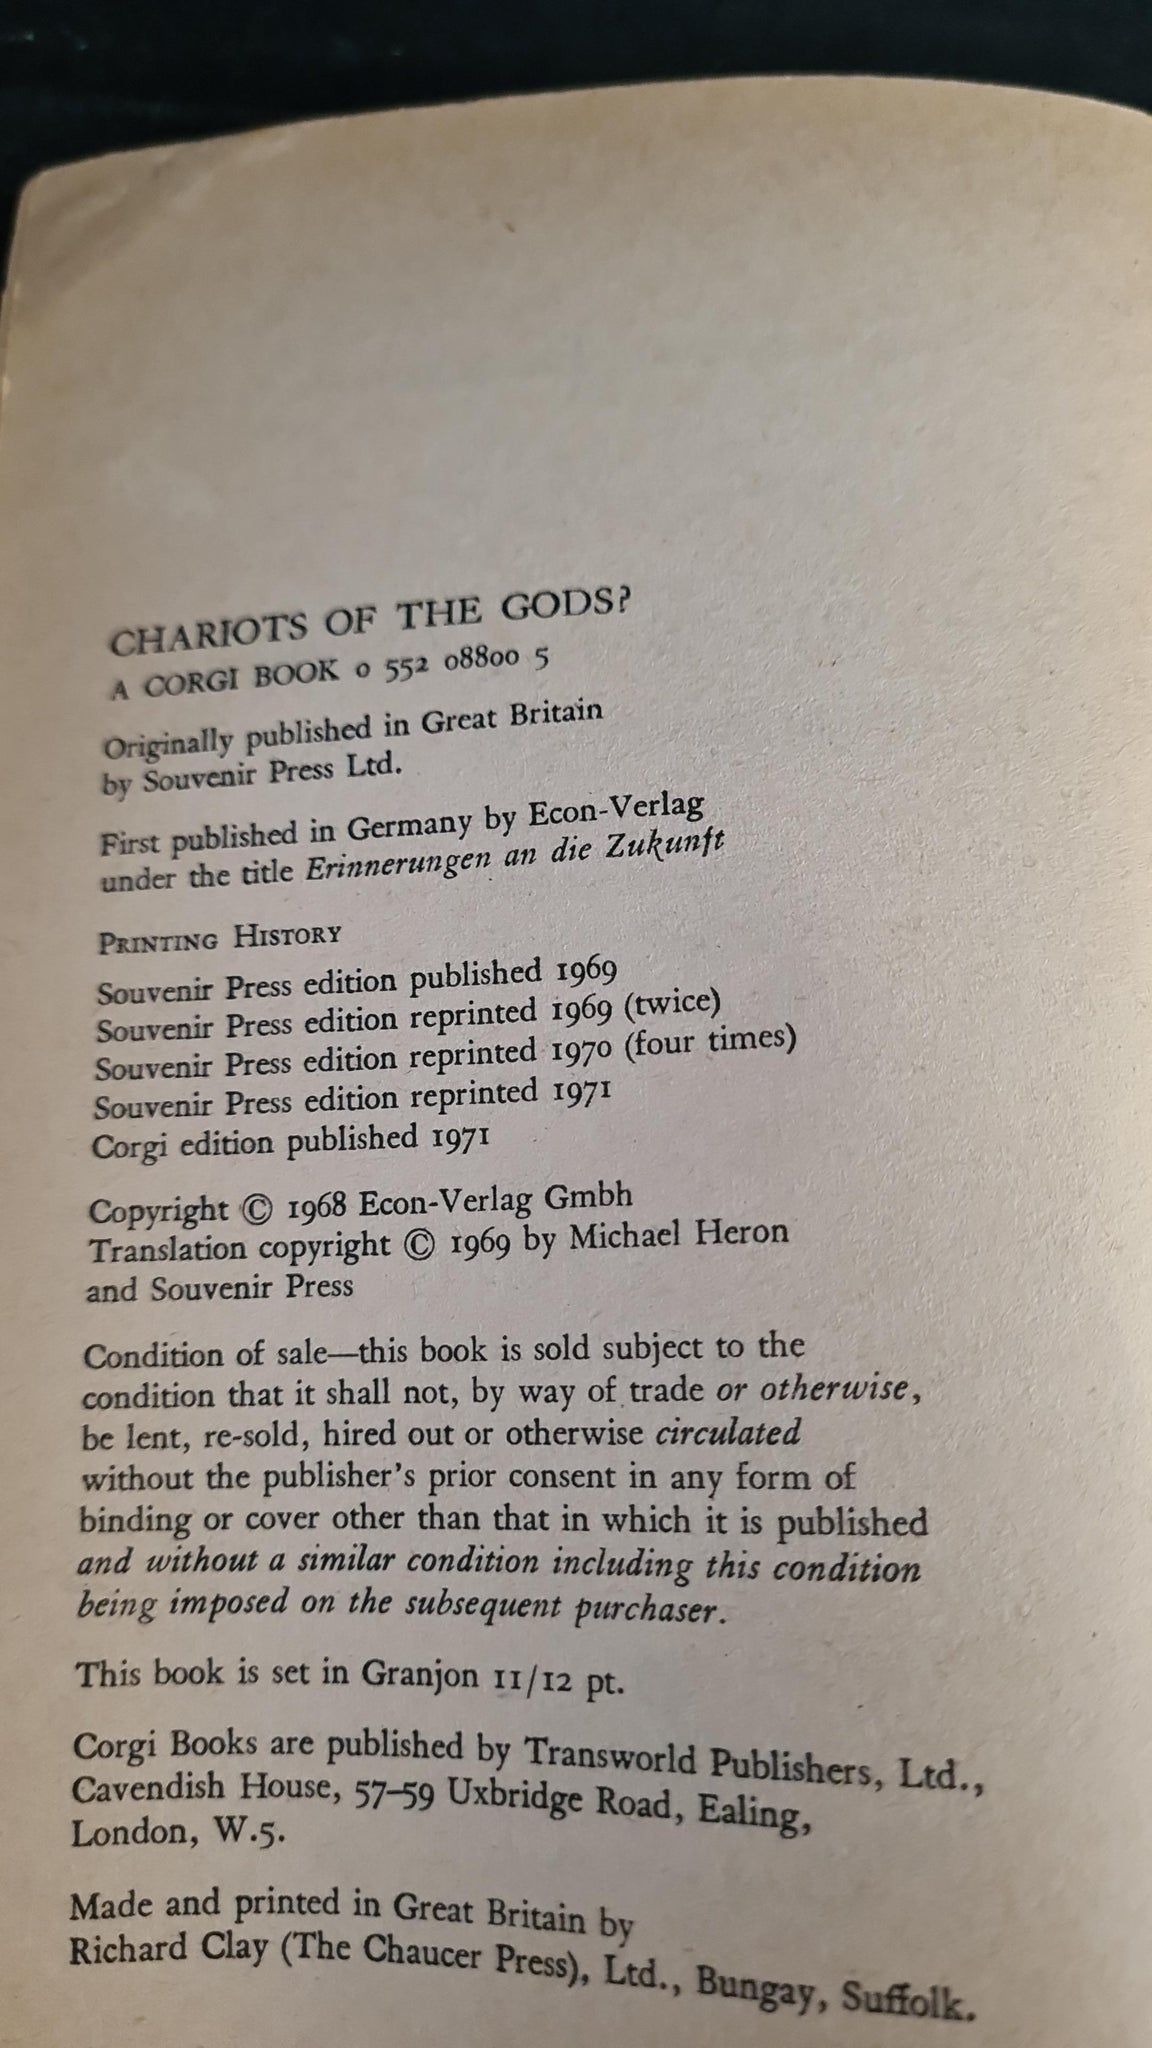 CHARIOTS OF THE GODS?
A CORGI BOOK 0 552 08800 5
Originally published in Great Britain
by Souvenir Press Ltd.
First published in Germany by Econ-Verlag
under the title Erinnerungen an die Zukunft
PRINTING HISTORY
Souvenir Press edition published 1969
Souvenir Press edition reprinted 1969 (twice)
Souvenir Press edition reprinted 1970 (four times)
Souvenir Press edition reprinted 1971
Corgi edition published 1971
Copyright © 1968 Econ-Verlag Gmbh
Translation copyright © 1969 by Michael Heron
and Souvenir Press
Condition of sale—this book is sold subject to the
condition that it shall not, by way of trade or otherwise,
be lent, re-sold, hired out or otherwise circulated
without the publisher's prior consent in any form of
binding or cover other than that in which it is published
and without a similar condition including this condition
being imposed on the subsequent purchaser.
This book is set in Granjon 11/12 pt.
Corgi Books are published by Transworld Publishers, Ltd.,
Cavendish House, 57–59 Uxbridge Road, Ealing,
London, W.5.
Made and printed in Great Britain by
Richard Clay (The Chaucer Press), Ltd., Bungay, Suffolk.